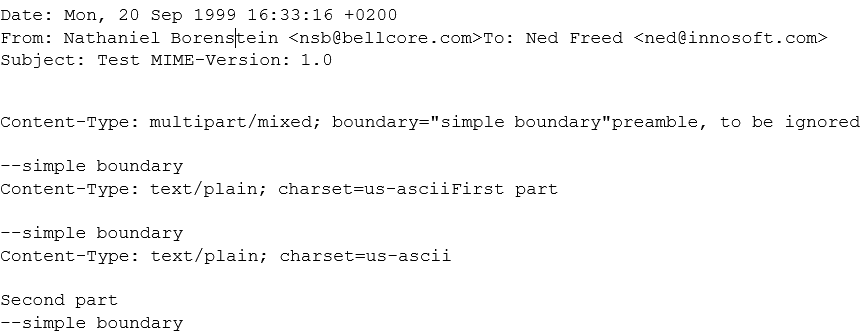 Date: Mon, 20 Sep 1999 16:33:16 +0200
From: Nathaniel Borenstein <nsb@bellcore.com>To: Ned Freed <ned@innosoft.com>
Subject: Test MIME-Version: 1.0
Content-Type: multipart/mixed; boundary="simple boundary"preamble, to be ignored
--simple boundary
Content-Type: text/plain; charset=us-asciiFirst part
--simple boundary
Content-Type: text/plain; charset=us-ascii
Second part
--simple boundary